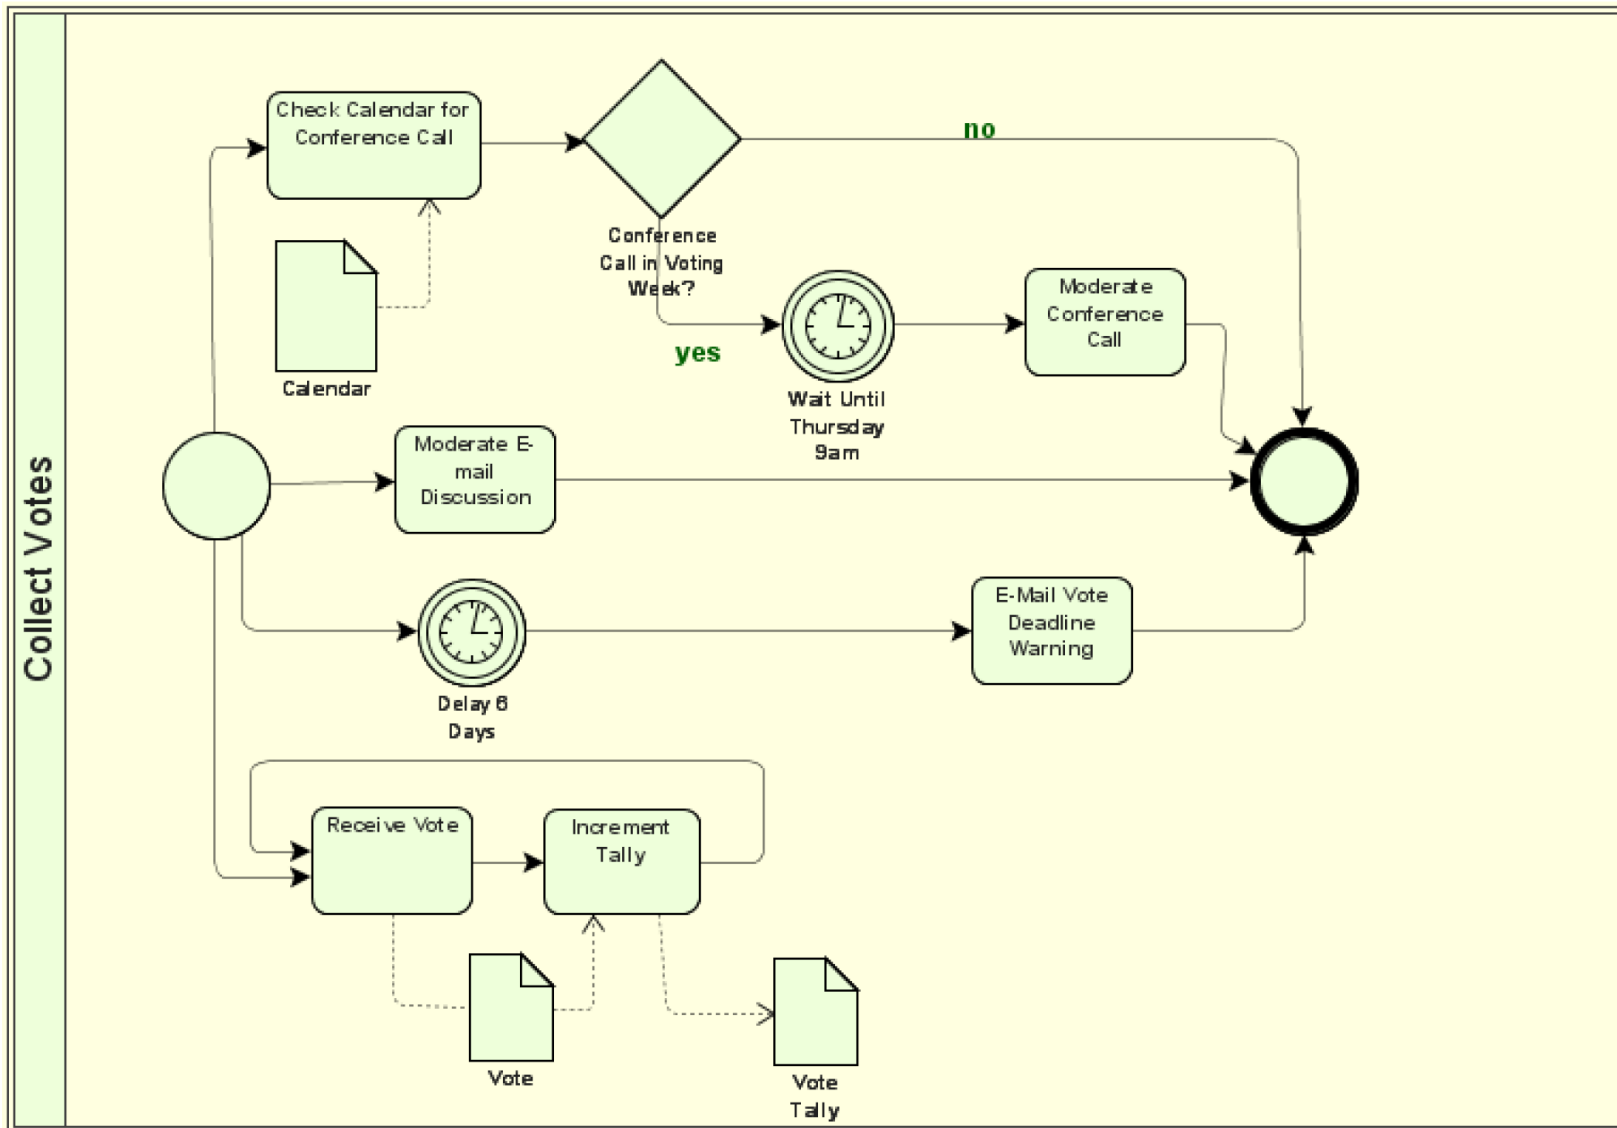 Collect Votes
Check Calendar for
Conference Call
no
Conference
Call in Voting
Week?
yes
Calendar
Wait Until
Thursday
9am
Moderate
Conference
Call
Moderate E-
mail
Discussion
Delay 6
Days
E-Mail Vote
Deadline
Warning
Receive Vote
Increment
Tally
Vote
Vote
Tally